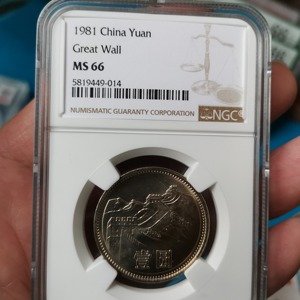 1981 China Yuan
Great Wall
MS 66
5819449-014
NUMISMATIC GUARANTY CORPORATION
NGC
壹圆